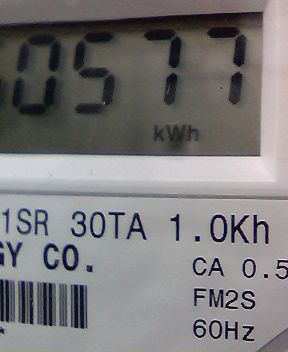 0577
kWh
1SR 30TA 1.0Kh
GY CO. CA 0.5
FM2S
60Hz